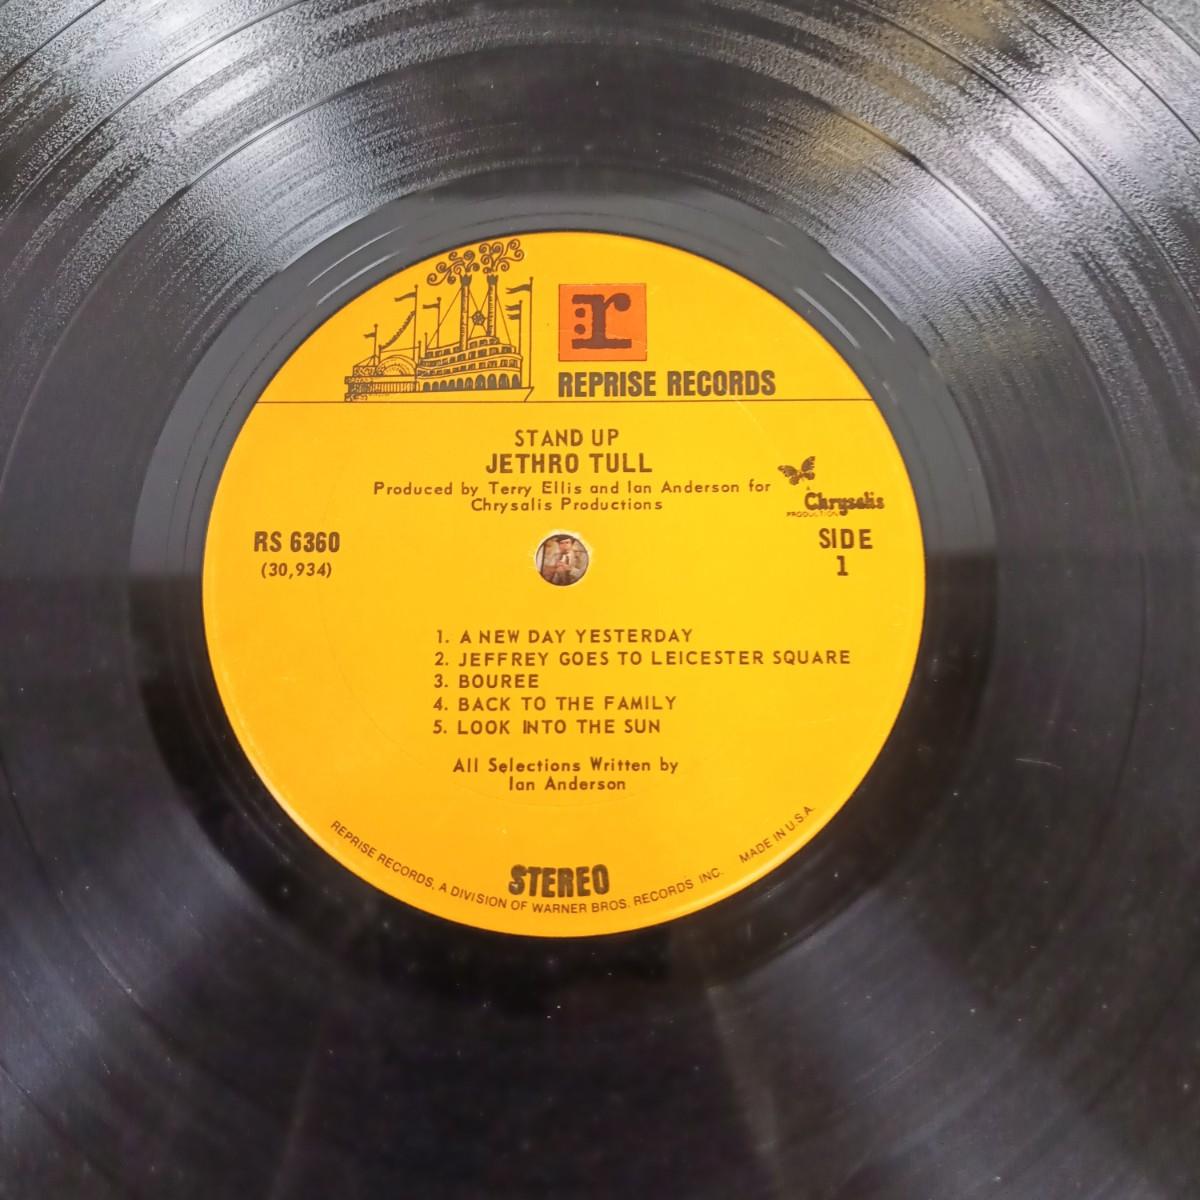 r
REPRISE RECORDS
STAND UP
JETHRO TULL
Produced by Terry Ellis and Ian Anderson for
Chrysalis Productions
A
Chrysalis
PRODUCTION
RS 6360
(30,934)
SIDE
1
1. A NEW DAY YESTERDAY
2. JEFFREY GOES TO LEICESTER SQUARE
3. BOUREE
4. BACK TO THE FAMILY
5. LOOK INTO THE SUN
All Selections Written by
Ian Anderson
STEREO
REPRISE RECORDS, A DIVISION OF WARNER BROS. RECORDS INC. MADE IN U.S.A.